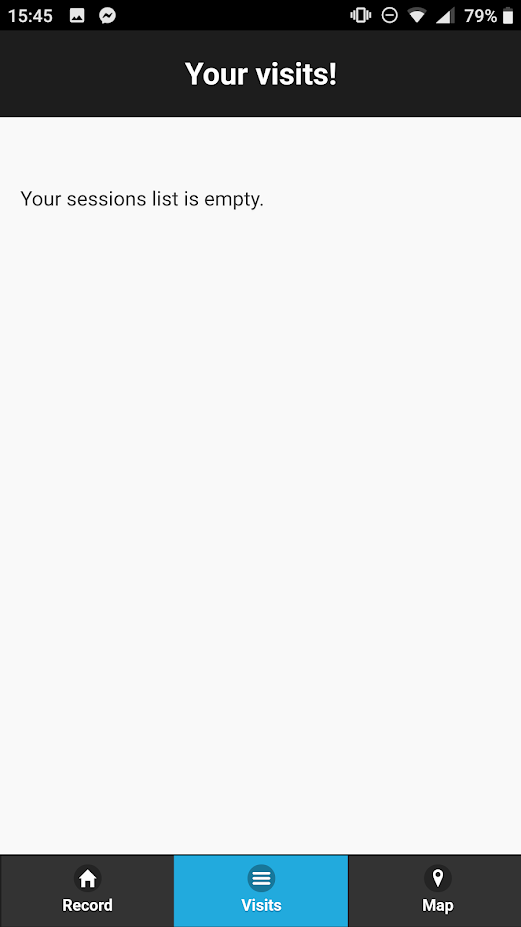 15:45 79%
Your visits!
Your sessions list is empty.
Record Visits Map